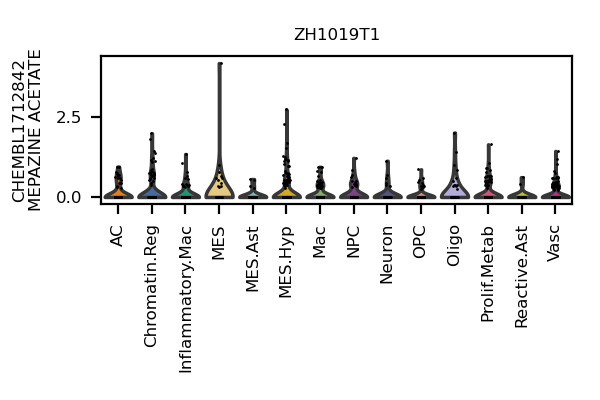 ZH1019T1
CHEMBL1712842
MEPAZINE ACETATE
2.5
0.0
AC
Chromatin.Reg
Inflammatory.Mac
MES
MES.Ast
MES.Hyp
Mac
NPC
Neuron
OPC
Oligo
Prolif.Metab
Reactive.Ast
Vasc